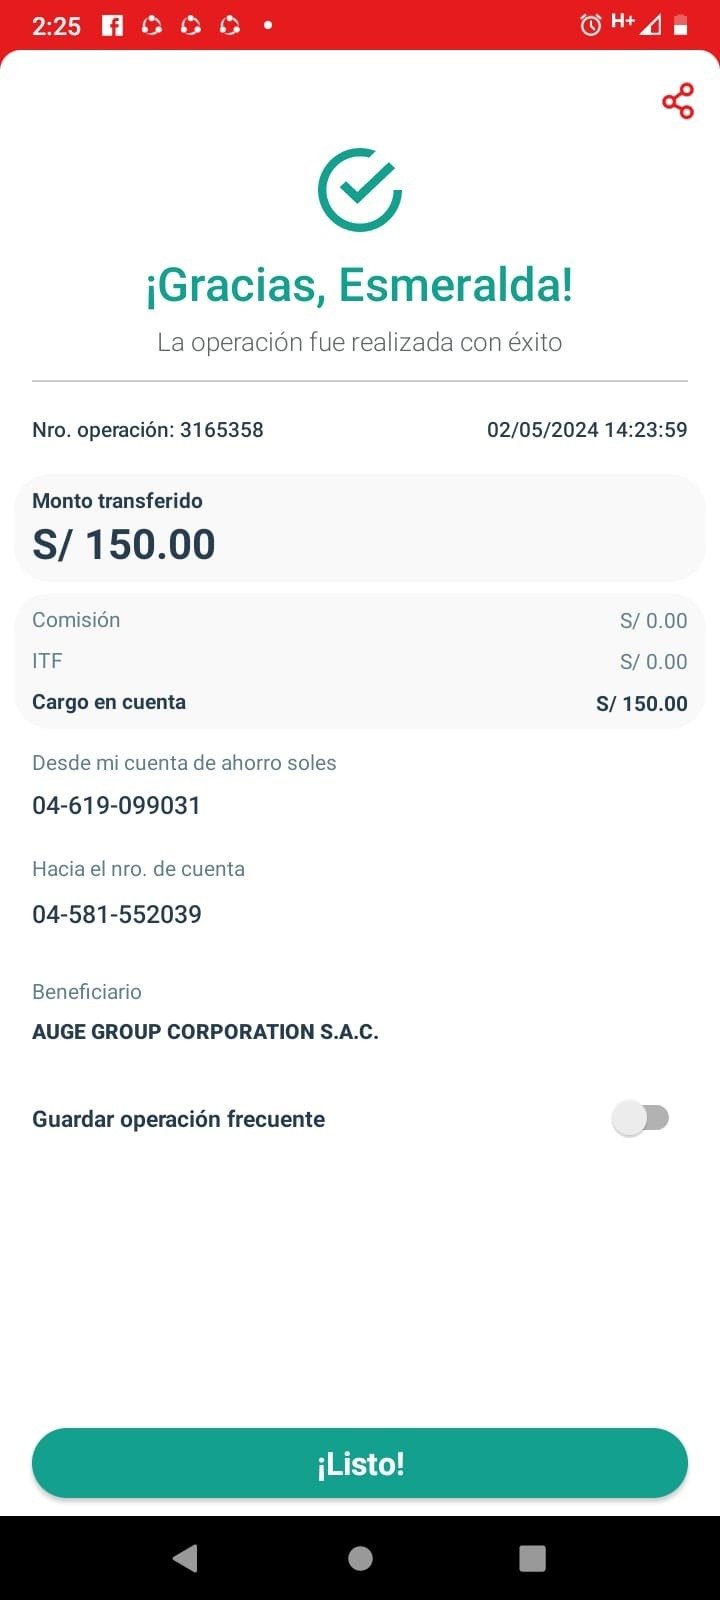 2:25
H+
¡Gracias, Esmeralda!
La operación fue realizada con éxito
Nro. operación: 3165358 02/05/2024 14:23:59
Monto transferido
S/ 150.00
Comisión S/ 0.00
ITF S/ 0.00
Cargo en cuenta S/ 150.00
Desde mi cuenta de ahorro soles
04-619-099031
Hacia el nro. de cuenta
04-581-552039
Beneficiario
AUGE GROUP CORPORATION S.A.C.
Guardar operación frecuente
¡Listo!